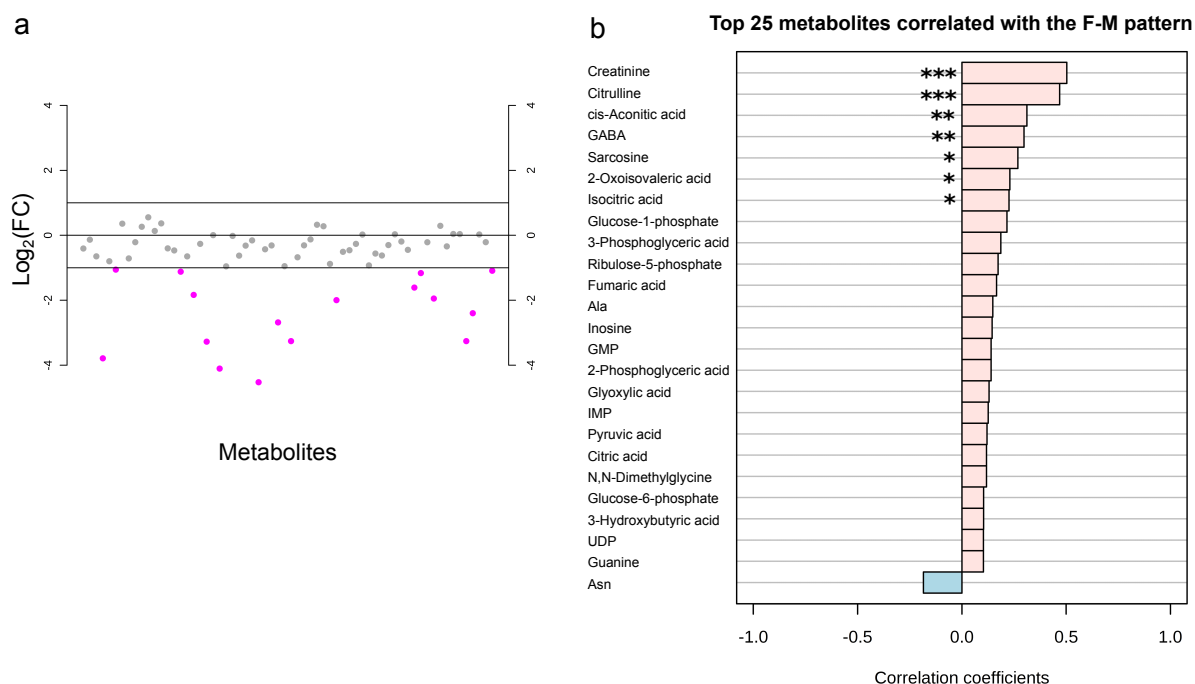 a
4
2
0
-2
-4
Log2(FC)
4
2
0
-2
-4
Metabolites
b
Top 25 metabolites correlated with the F-M pattern
Creatinine ***
Citrulline ***
cis-Aconitic acid **
GABA **
Sarcosine *
2-Oxoisovaleric acid *
Isocitric acid *
Glucose-1-phosphate
3-Phosphoglyceric acid
Ribulose-5-phosphate
Fumaric acid
Ala
Inosine
GMP
2-Phosphoglyceric acid
Glyoxylic acid
IMP
Pyruvic acid
Citric acid
N,N-Dimethylglycine
Glucose-6-phosphate
3-Hydroxybutyric acid
UDP
Guanine
Asn
-1.0 -0.5 0.0 0.5 1.0
Correlation coefficients